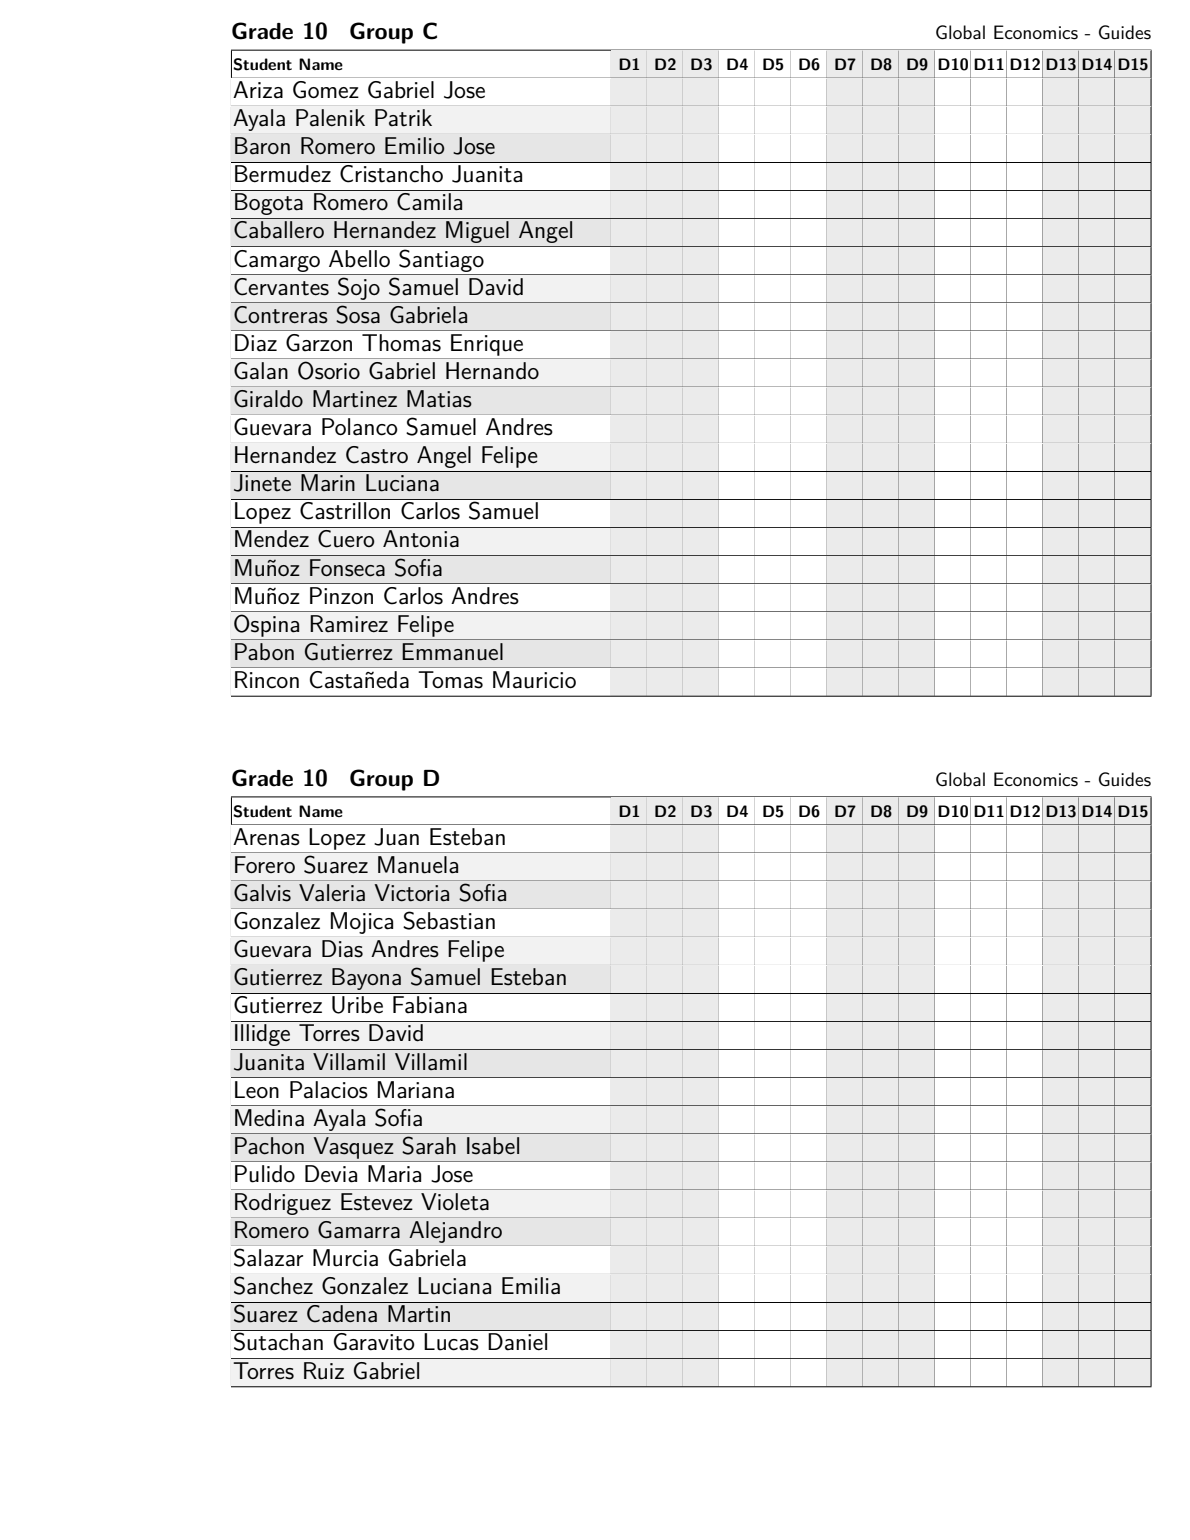 Grade 10 Group C Global Economics - Guides
Student Name D1 D2 D3 D4 D5 D6 D7 D8 D9 D10 D11 D12 D13 D14 D15
Ariza Gomez Gabriel Jose
Ayala Palenik Patrik
Baron Romero Emilio Jose
Bermudez Cristancho Juanita
Bogota Romero Camila
Caballero Hernandez Miguel Angel
Camargo Abello Santiago
Cervantes Sojo Samuel David
Contreras Sosa Gabriela
Diaz Garzon Thomas Enrique
Galan Osorio Gabriel Hernando
Giraldo Martinez Matias
Guevara Polanco Samuel Andres
Hernandez Castro Angel Felipe
Jinete Marin Luciana
Lopez Castrillon Carlos Samuel
Mendez Cuero Antonia
Muñoz Fonseca Sofia
Muñoz Pinzon Carlos Andres
Ospina Ramirez Felipe
Pabon Gutierrez Emmanuel
Rincon Castañeda Tomas Mauricio
Grade 10 Group D Global Economics - Guides
Student Name D1 D2 D3 D4 D5 D6 D7 D8 D9 D10 D11 D12 D13 D14 D15
Arenas Lopez Juan Esteban
Forero Suarez Manuela
Galvis Valeria Victoria Sofia
Gonzalez Mojica Sebastian
Guevara Dias Andres Felipe
Gutierrez Bayona Samuel Esteban
Gutierrez Uribe Fabiana
Illidge Torres David
Juanita Villamil Villamil
Leon Palacios Mariana
Medina Ayala Sofia
Pachon Vasquez Sarah Isabel
Pulido Devia Maria Jose
Rodriguez Estevez Violeta
Romero Gamarra Alejandro
Salazar Murcia Gabriela
Sanchez Gonzalez Luciana Emilia
Suarez Cadena Martin
Sutachan Garavito Lucas Daniel
Torres Ruiz Gabriel